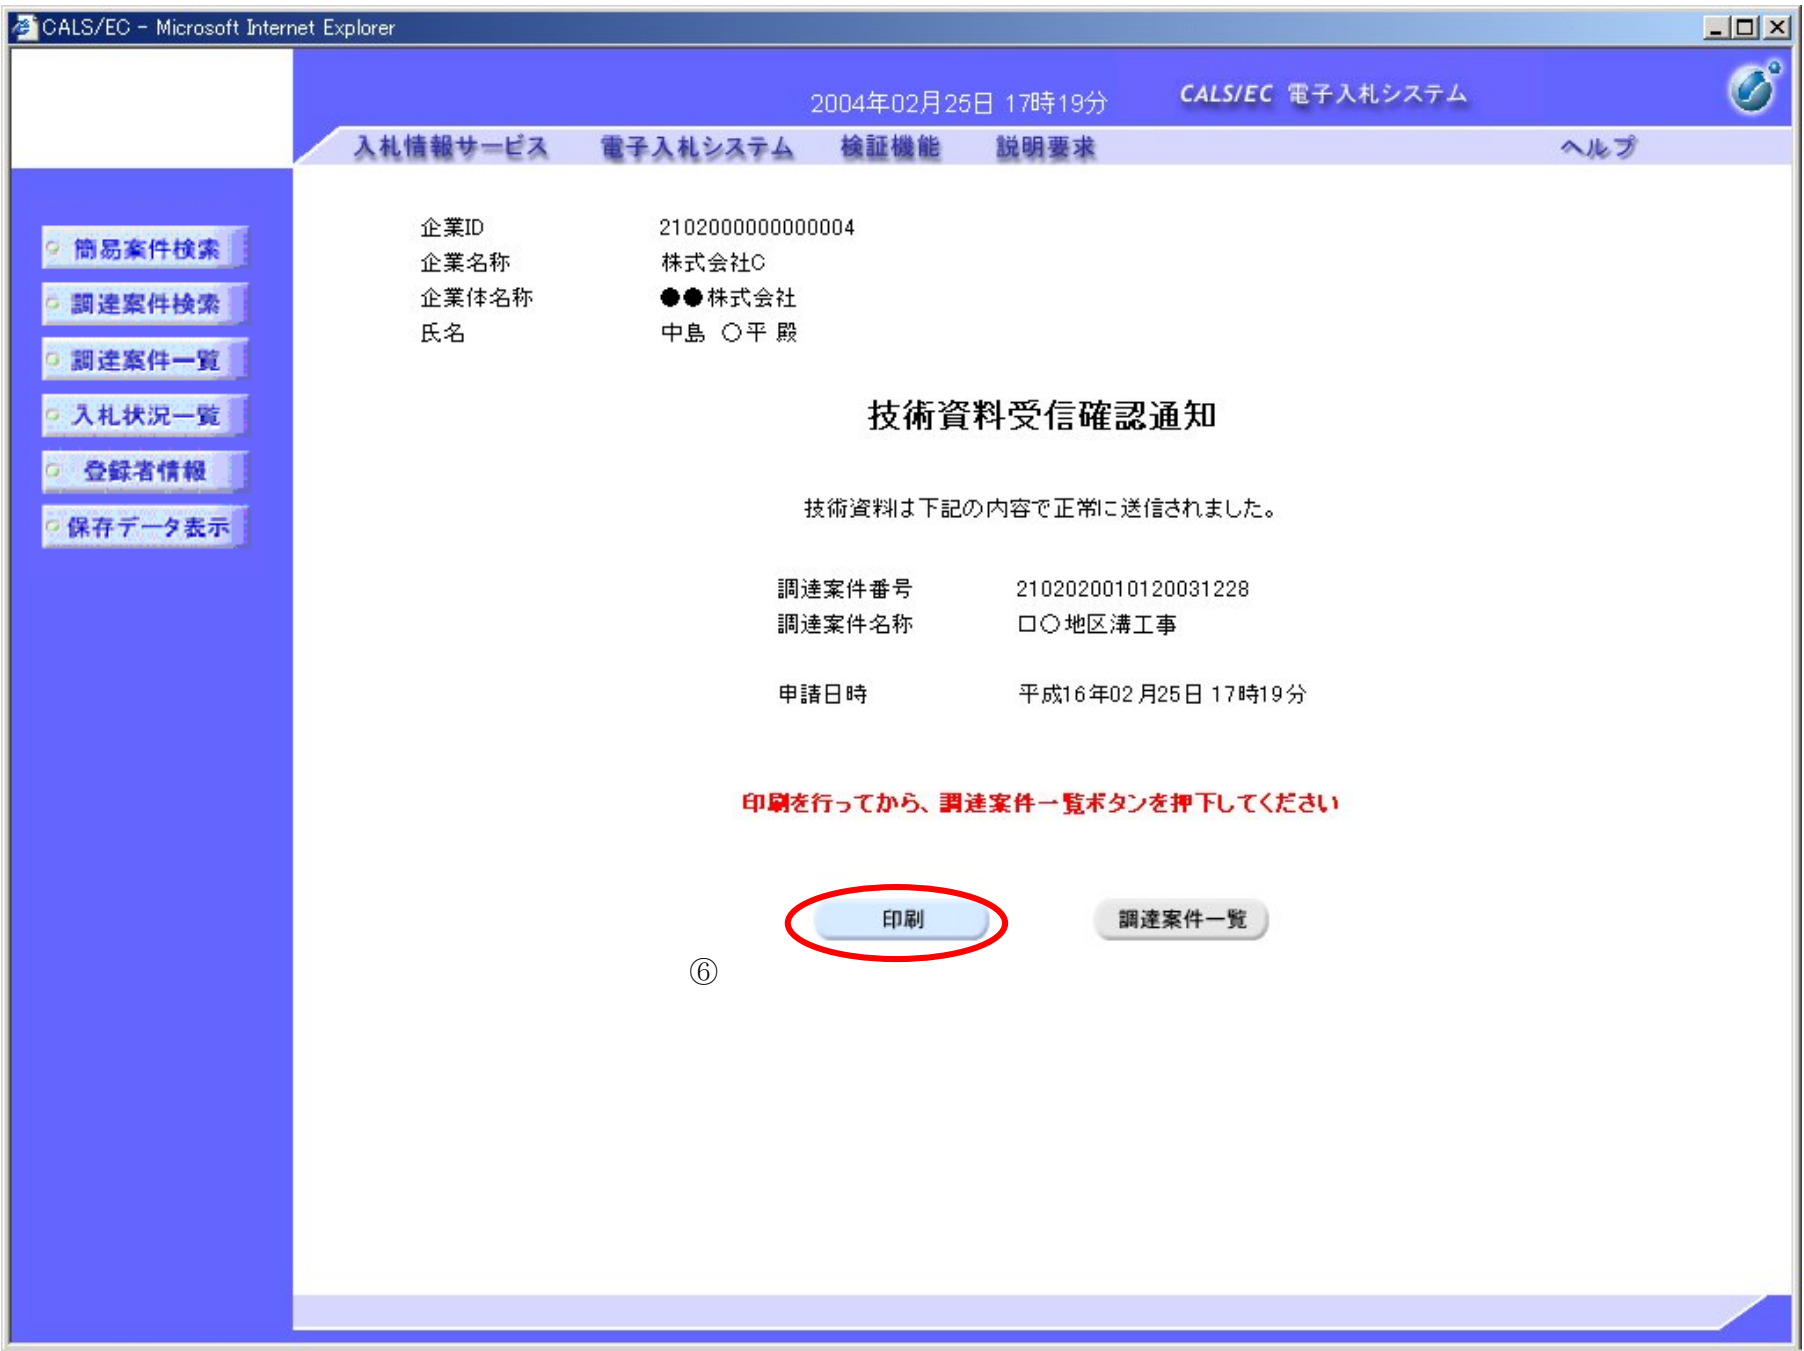 CALS/EC - Microsoft Internet Explorer
2004年02月25日 17時19分
CALS/EC 電子入札システム
入札情報サービス 電子入札システム 検証機能 説明要求 ヘルプ
簡易案件検索
調達案件検索
調達案件一覧
入札状況一覧
登録者情報
保存データ表示
企業ID 2102000000000004
企業名称 株式会社C
企業体名称 ●●株式会社
氏名 中島 〇平 殿
技術資料受信確認通知
技術資料は下記の内容で正常に送信されました。
調達案件番号 2102020010120031228
調達案件名称 ロ〇地区溝工事
申請日時 平成16年02月25日 17時19分
印刷を行ってから、調達案件一覧ボタンを押下してください
印刷 調達案件一覧
⑥